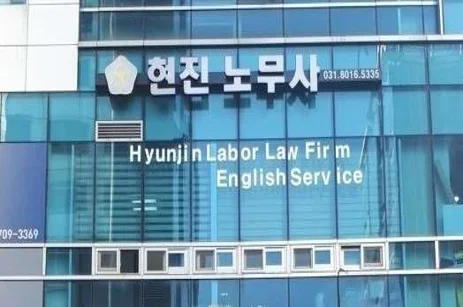 현진 노무사 031.8016.5335
Hyunjin Labor Law Firm
English Service
709-3369